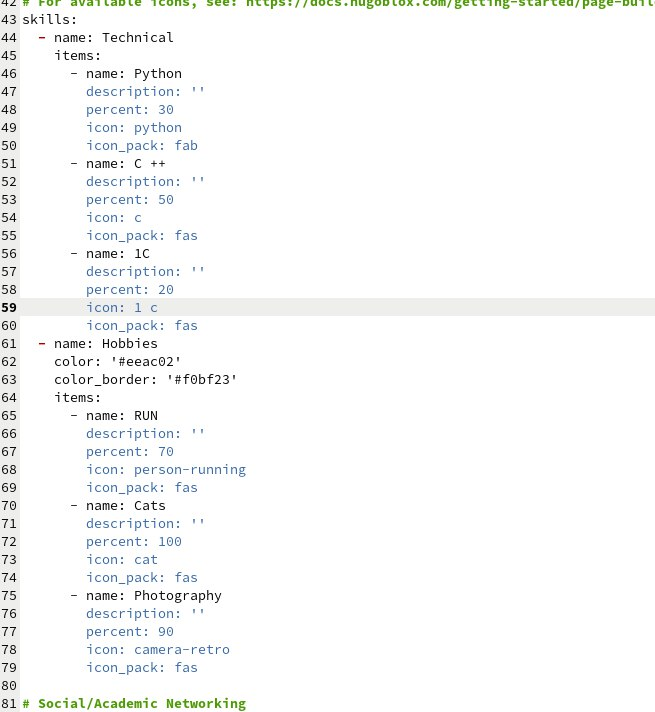 42 # For available icons, see: https://docs.hugoblox.com/getting-started/page-buil
43 skills:
44   - name: Technical
45     items:
46       - name: Python
47         description: ''
48         percent: 30
49         icon: python
50         icon_pack: fab
51       - name: C ++
52         description: ''
53         percent: 50
54         icon: c
55         icon_pack: fas
56       - name: 1C
57         description: ''
58         percent: 20
59         icon: 1 c
60         icon_pack: fas
61   - name: Hobbies
62     color: '#eeac02'
63     color_border: '#f0bf23'
64     items:
65       - name: RUN
66         description: ''
67         percent: 70
68         icon: person-running
69         icon_pack: fas
70       - name: Cats
71         description: ''
72         percent: 100
73         icon: cat
74         icon_pack: fas
75       - name: Photography
76         description: ''
77         percent: 90
78         icon: camera-retro
79         icon_pack: fas
80
81 # Social/Academic Networking